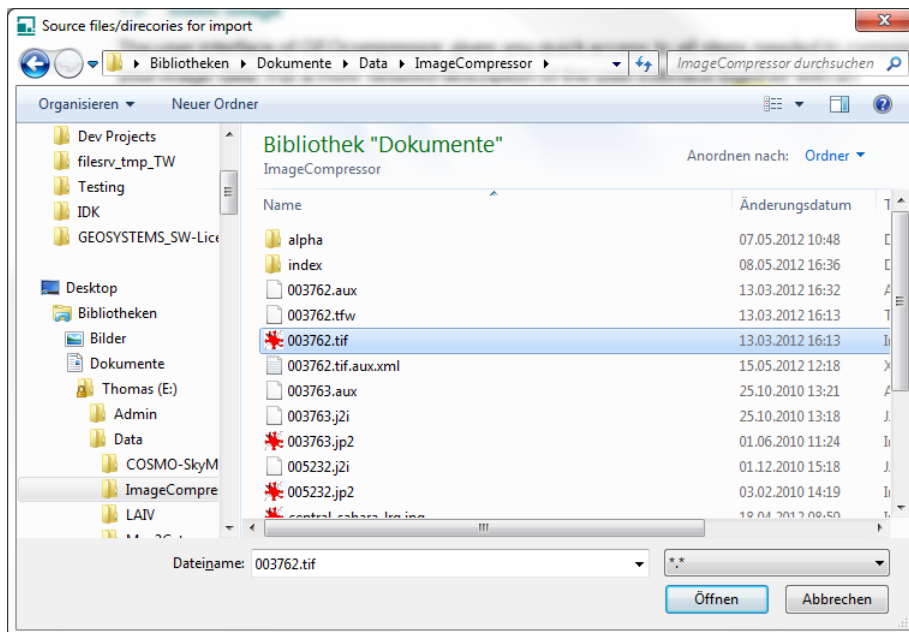 Source files/direcories for import
Bibliotheken Dokumente Data ImageCompressor
ImageCompressor durchsuchen
Organisieren Neuer Ordner
Dev Projects
filesrv_tmp_TW
Testing
IDK
GEOSYSTEMS_SW-Lice
Desktop
Bibliotheken
Bilder
Dokumente
Thomas (E:)
Admin
Data
COSMO-SkyM
ImageCompre
LAIV
Bibliothek "Dokumente"
ImageCompressor
Anordnen nach: Ordner
Name Änderungsdatum
alpha 07.05.2012 10:48
index 08.05.2012 16:36
003762.aux 13.03.2012 16:32
003762.tfw 13.03.2012 16:13
003762.tif 13.03.2012 16:13
003762.tif.aux.xml 15.05.2012 12:18
003763.aux 25.10.2010 13:21
003763.j2i 25.10.2010 13:18
003763.jp2 01.06.2010 11:24
005232.j2i 01.12.2010 15:18
005232.jp2 03.02.2010 14:19
Dateiname: 003762.tif
*.*
Öffnen Abbrechen